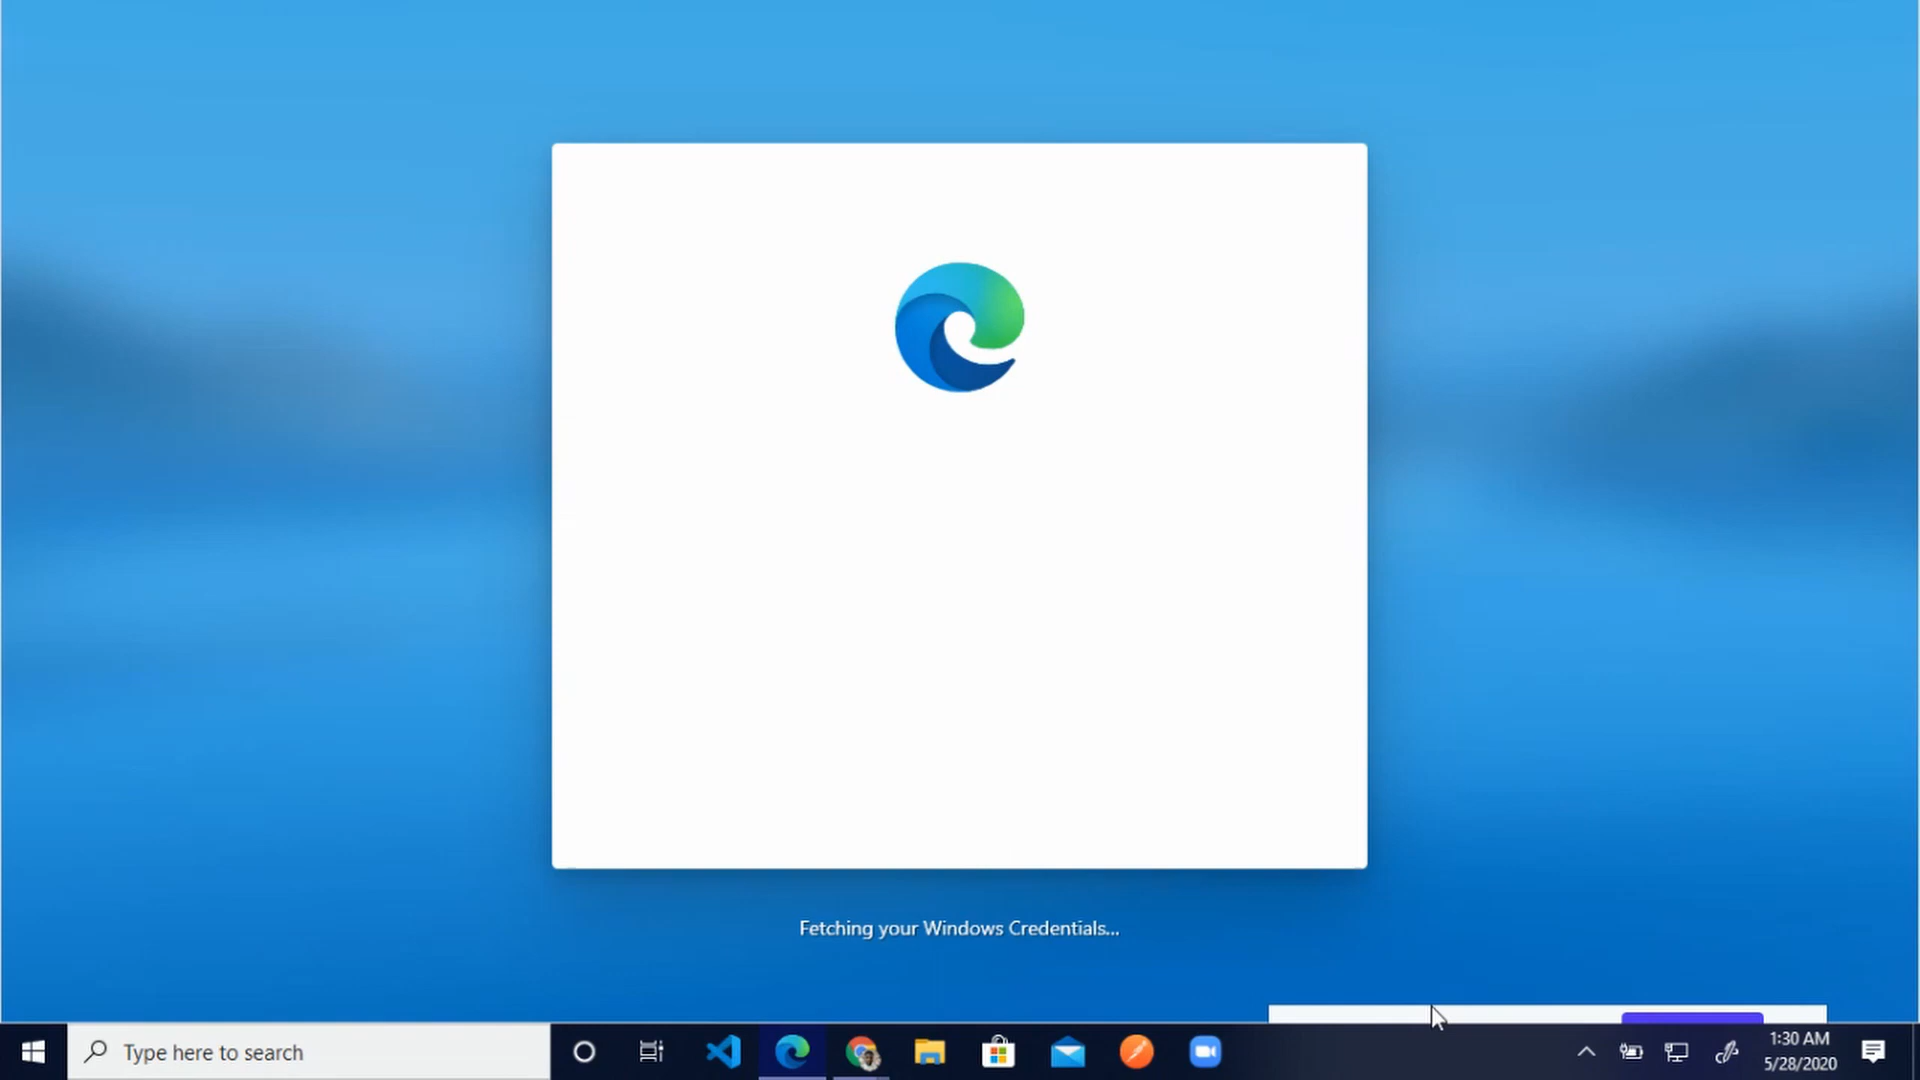 Fetching your Windows Credentials...
Type here to search
1:30 AM
5/28/2020